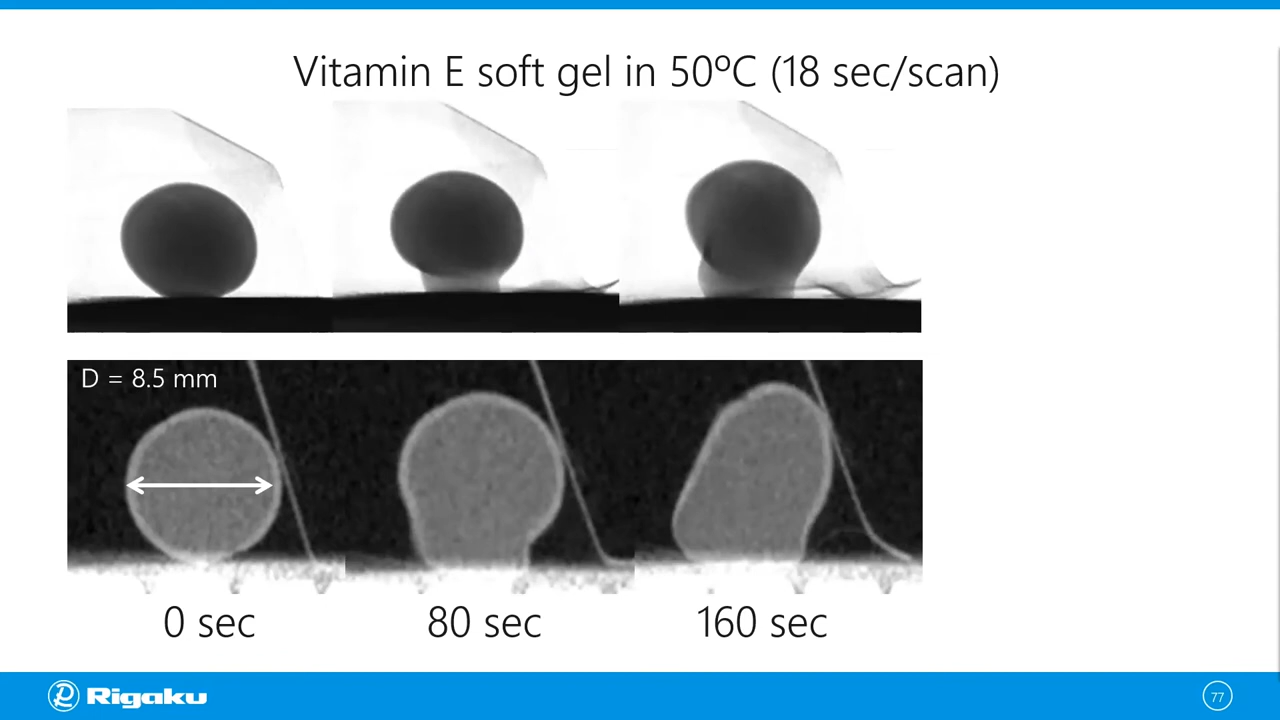 Vitamin E soft gel in 50ºC (18 sec/scan)
D = 8.5 mm
0 sec
80 sec
160 sec
Rigaku
77